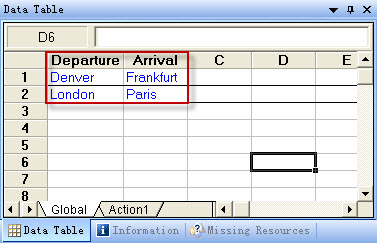 Data Table
D6
Departure Arrival C D E
1 Denver Frankfurt
2 London Paris
3
4
5
6
7
8
Global Action1
Data Table Information Missing Resources